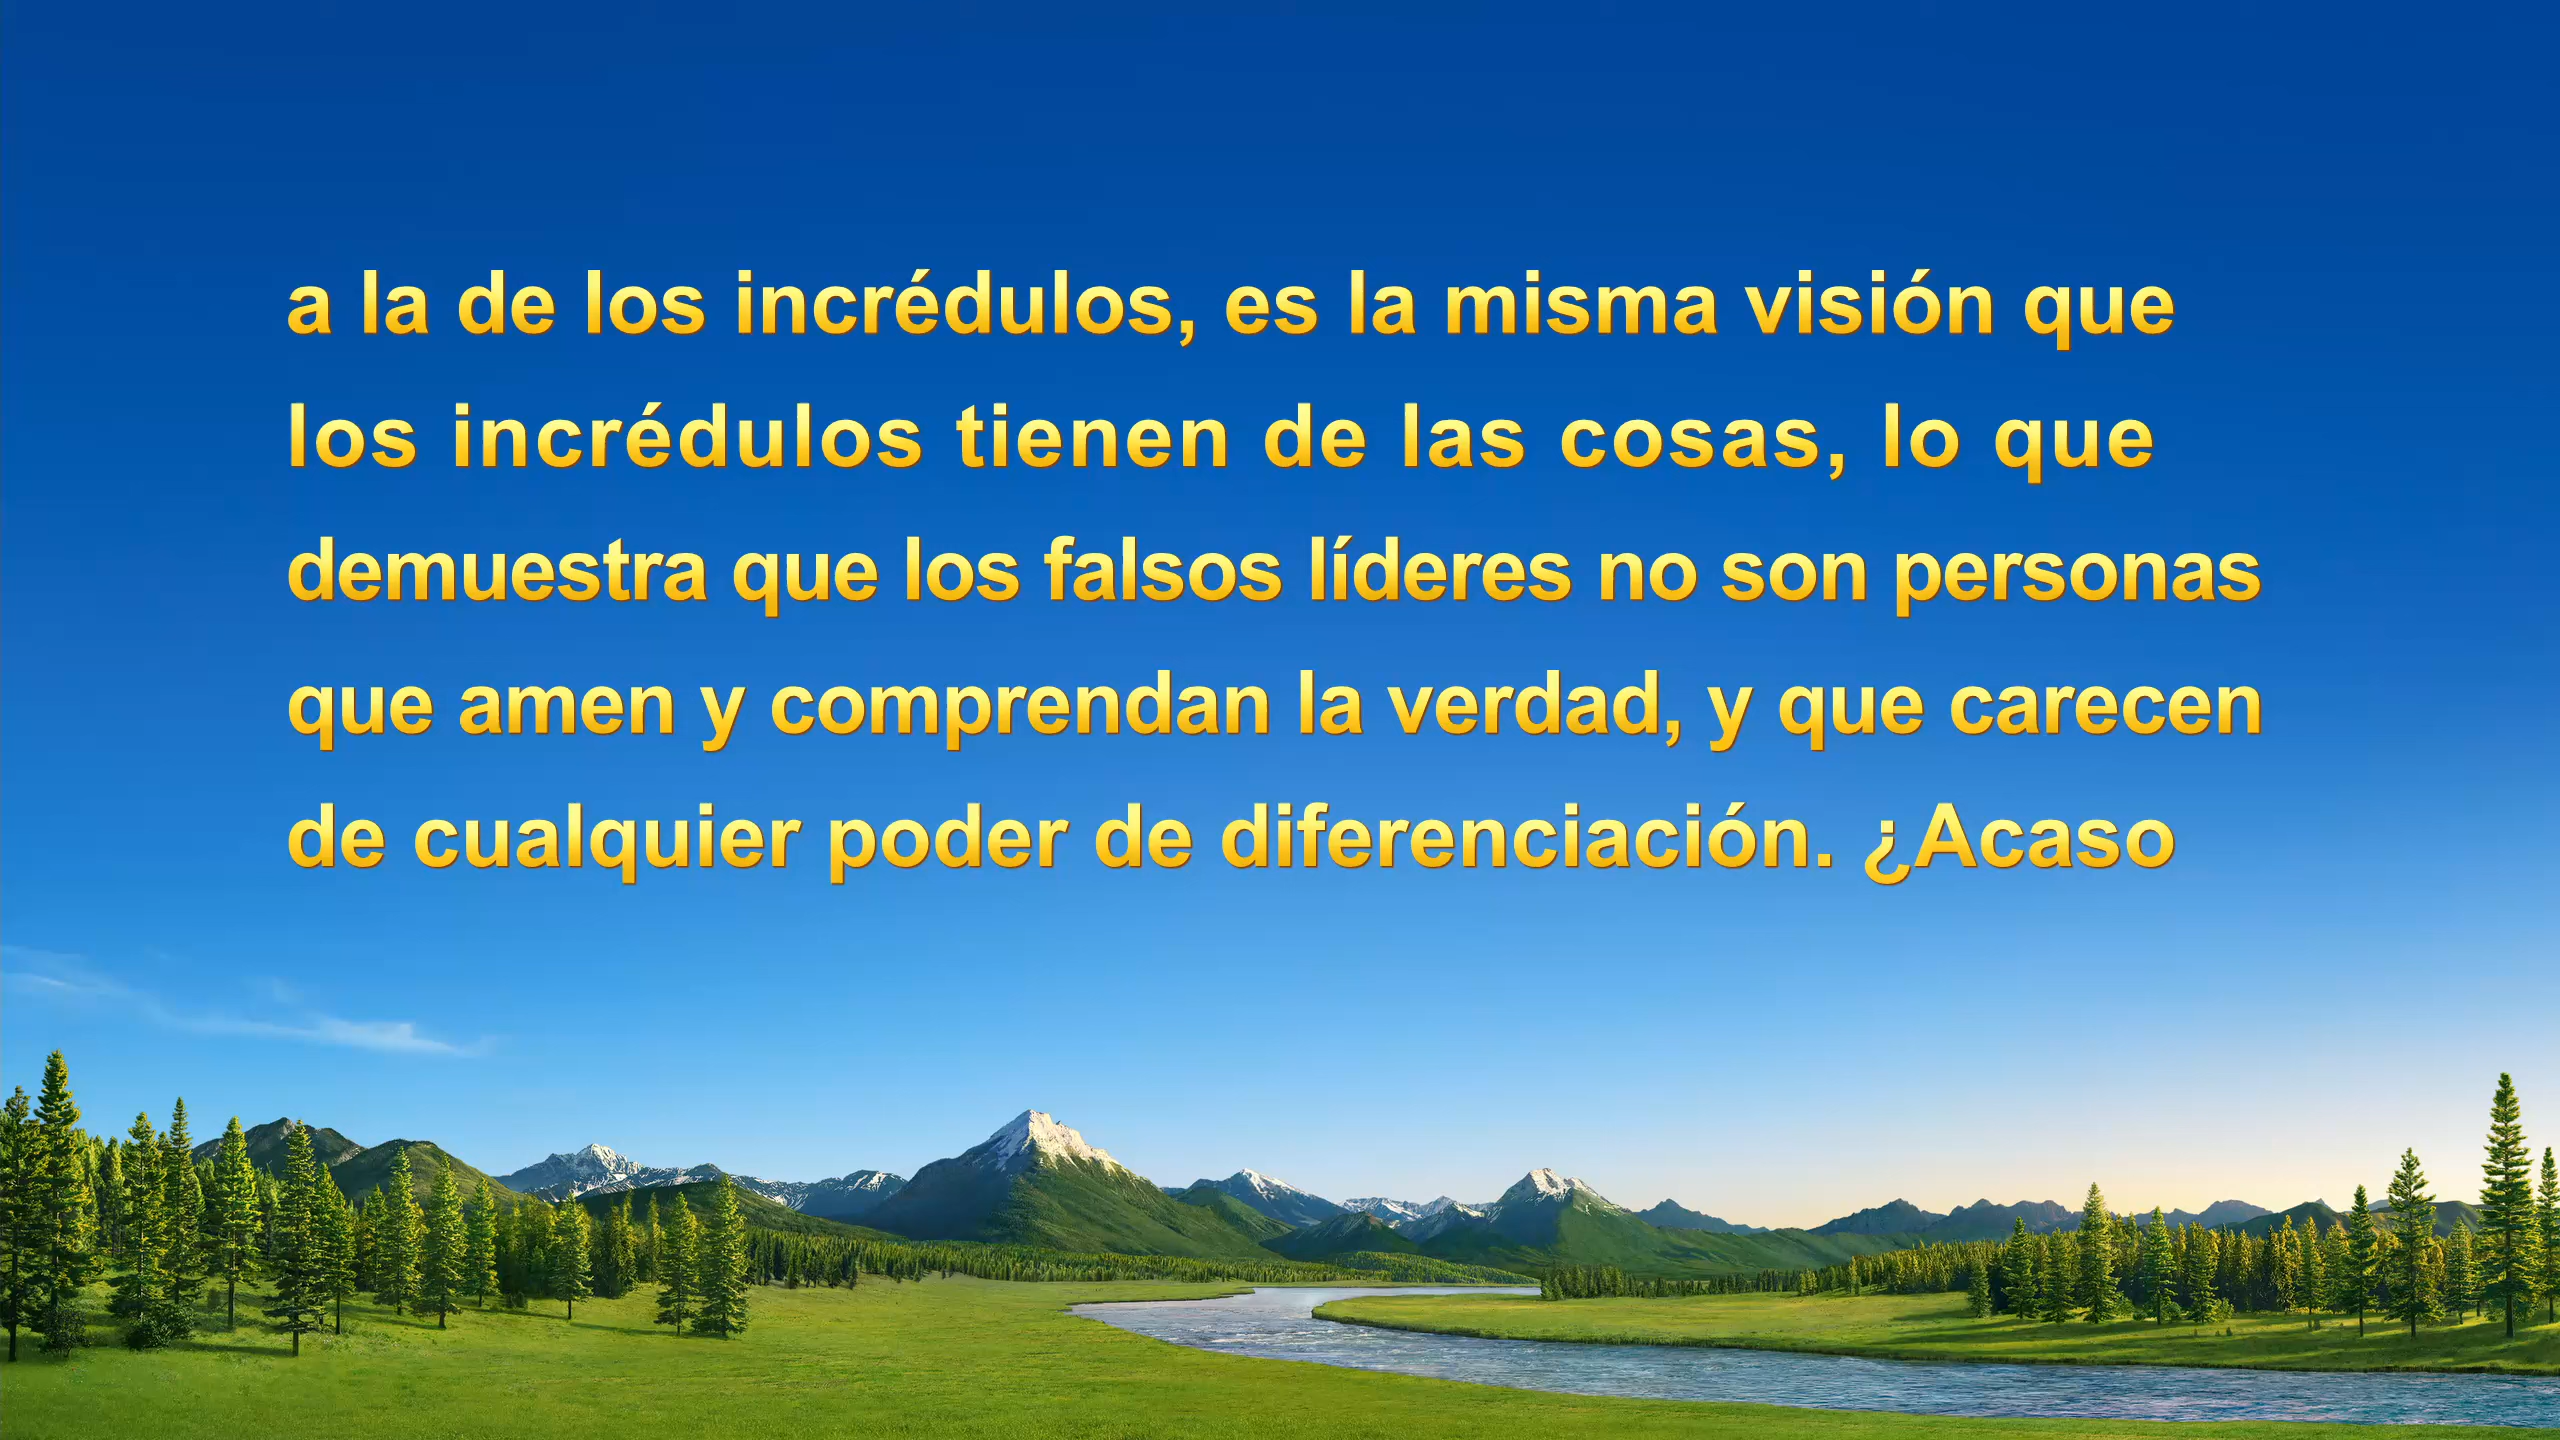 a la de los incrédulos, es la misma visión que
los incrédulos tienen de las cosas, lo que
demuestra que los falsos líderes no son personas
que amen y comprendan la verdad, y que carecen
de cualquier poder de diferenciación. ¿Acaso